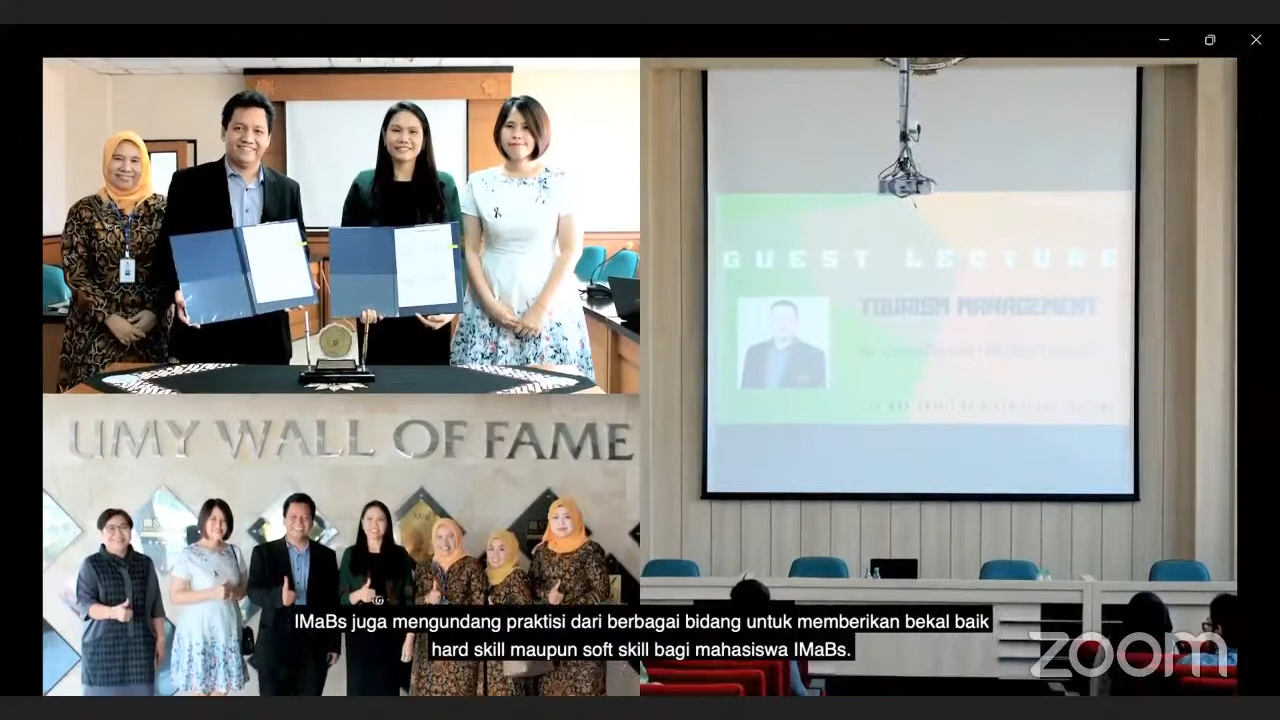 UMY WALL OF FAME
GUEST LECTURE
TOURISM MANAGEMENT
IMaBs juga mengundang praktisi dari berbagai bidang untuk memberikan bekal baik
hard skill maupun soft skill bagi mahasiswa IMaBs.
zoom